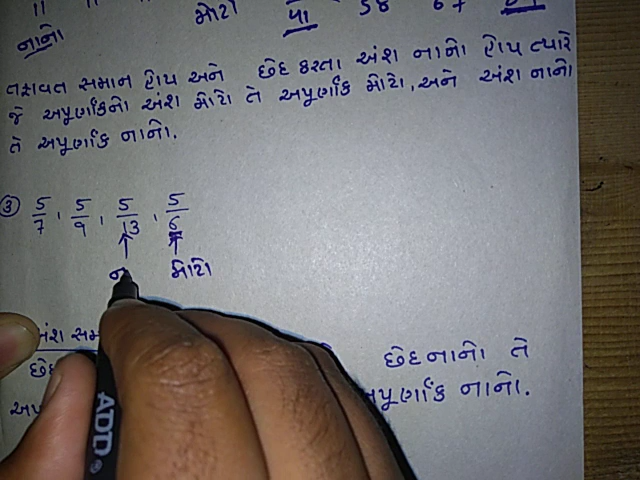 મોટો
નાનો
તફાવત સમાન હોય અને છેદ કરતા અંશ નાનો હોય ત્યારે
જે અપૂર્ણાંકનો અંશ મોટો તે અપૂર્ણાંક મોટો, અને અંશ નાનો
તે અપૂર્ણાંક નાનો.
③ 5/7 , 5/9 , 5/13 , 5/6
મોટો
અંશ
છેદ નાનો તે
અપૂર્ણાંક નાનો.
ADD